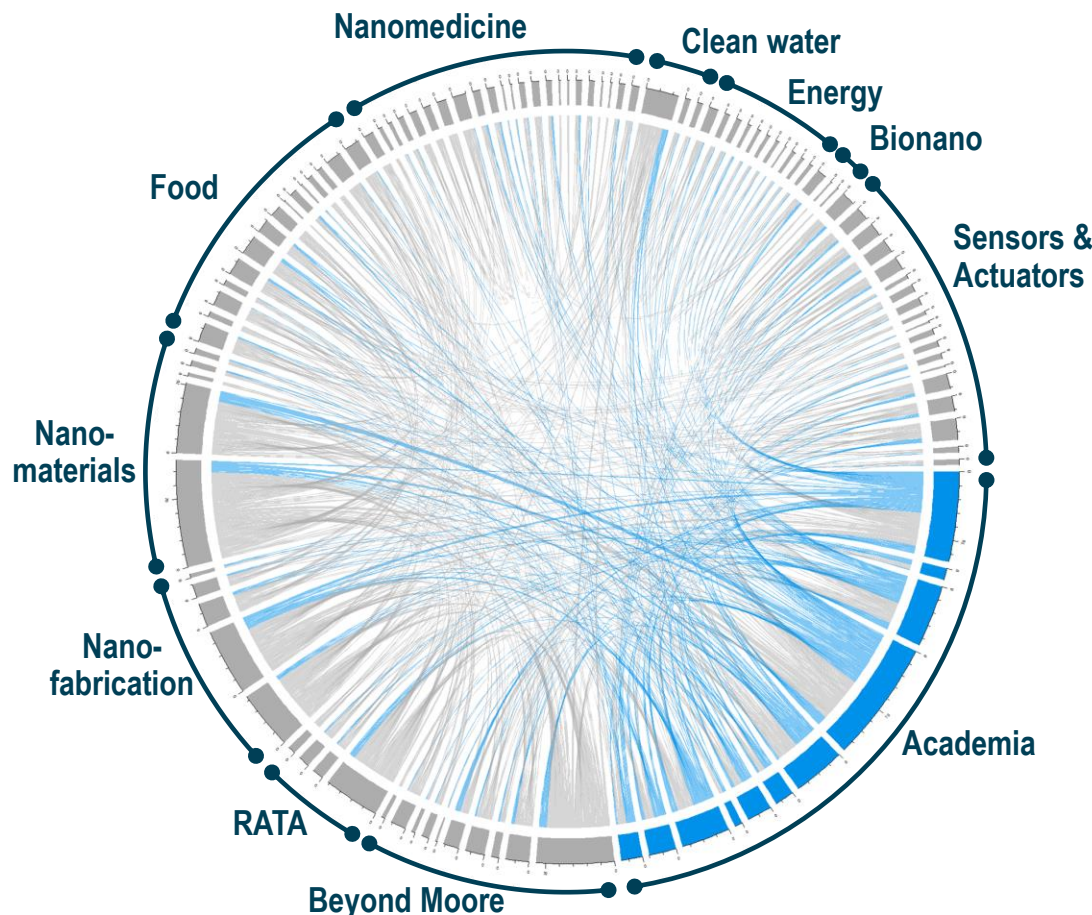 Nanomedicine
Clean water
Energy
Bionano
Food
Sensors &
Actuators
Nano-
materials
Nano-
fabrication
Academia
RATA
Beyond Moore